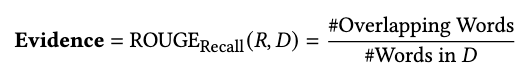 Evidence = ROUGE_Recall(R, D) = #Overlapping Words / #Words in D